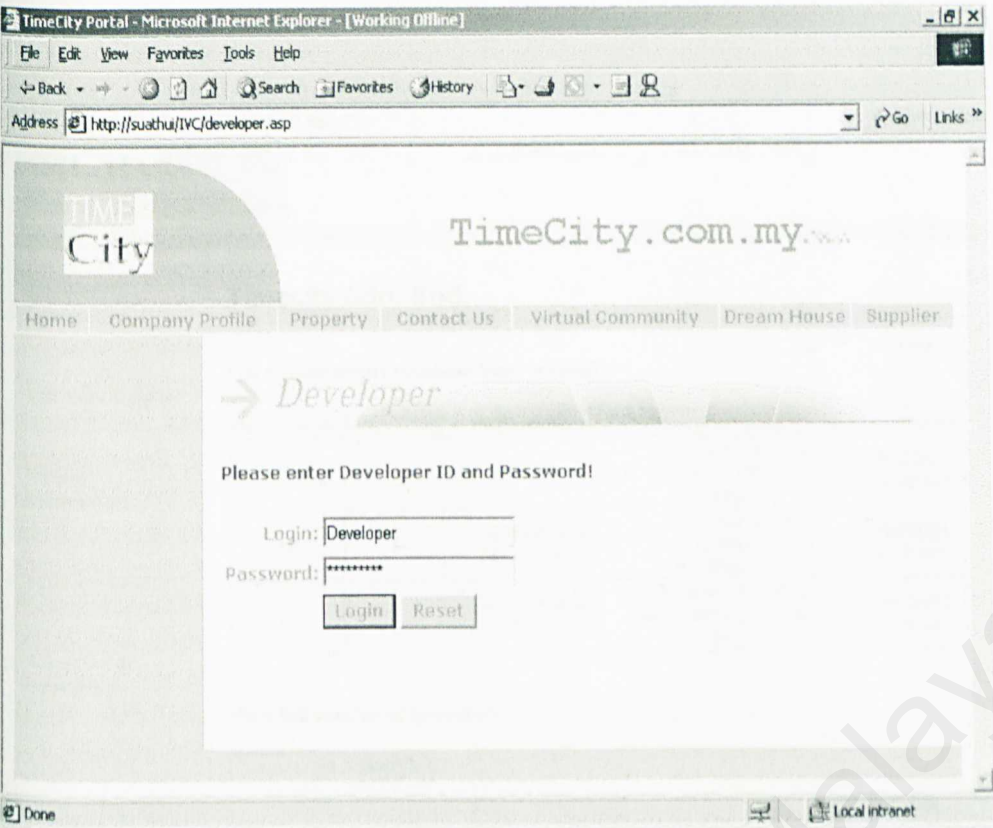 TimeCity Portal - Microsoft Internet Explorer - [Working Offline]
File Edit View Favorites Tools Help
Back Search Favorites History
Address http://suathui/IVC/developer.asp Go Links »
TIME
City
TimeCity.com.my
Home Company Profile Property Contact Us Virtual Community Dream House Supplier
Developer
Please enter Developer ID and Password!
Login: Developer
Password: *********
Login Reset
Done Local intranet